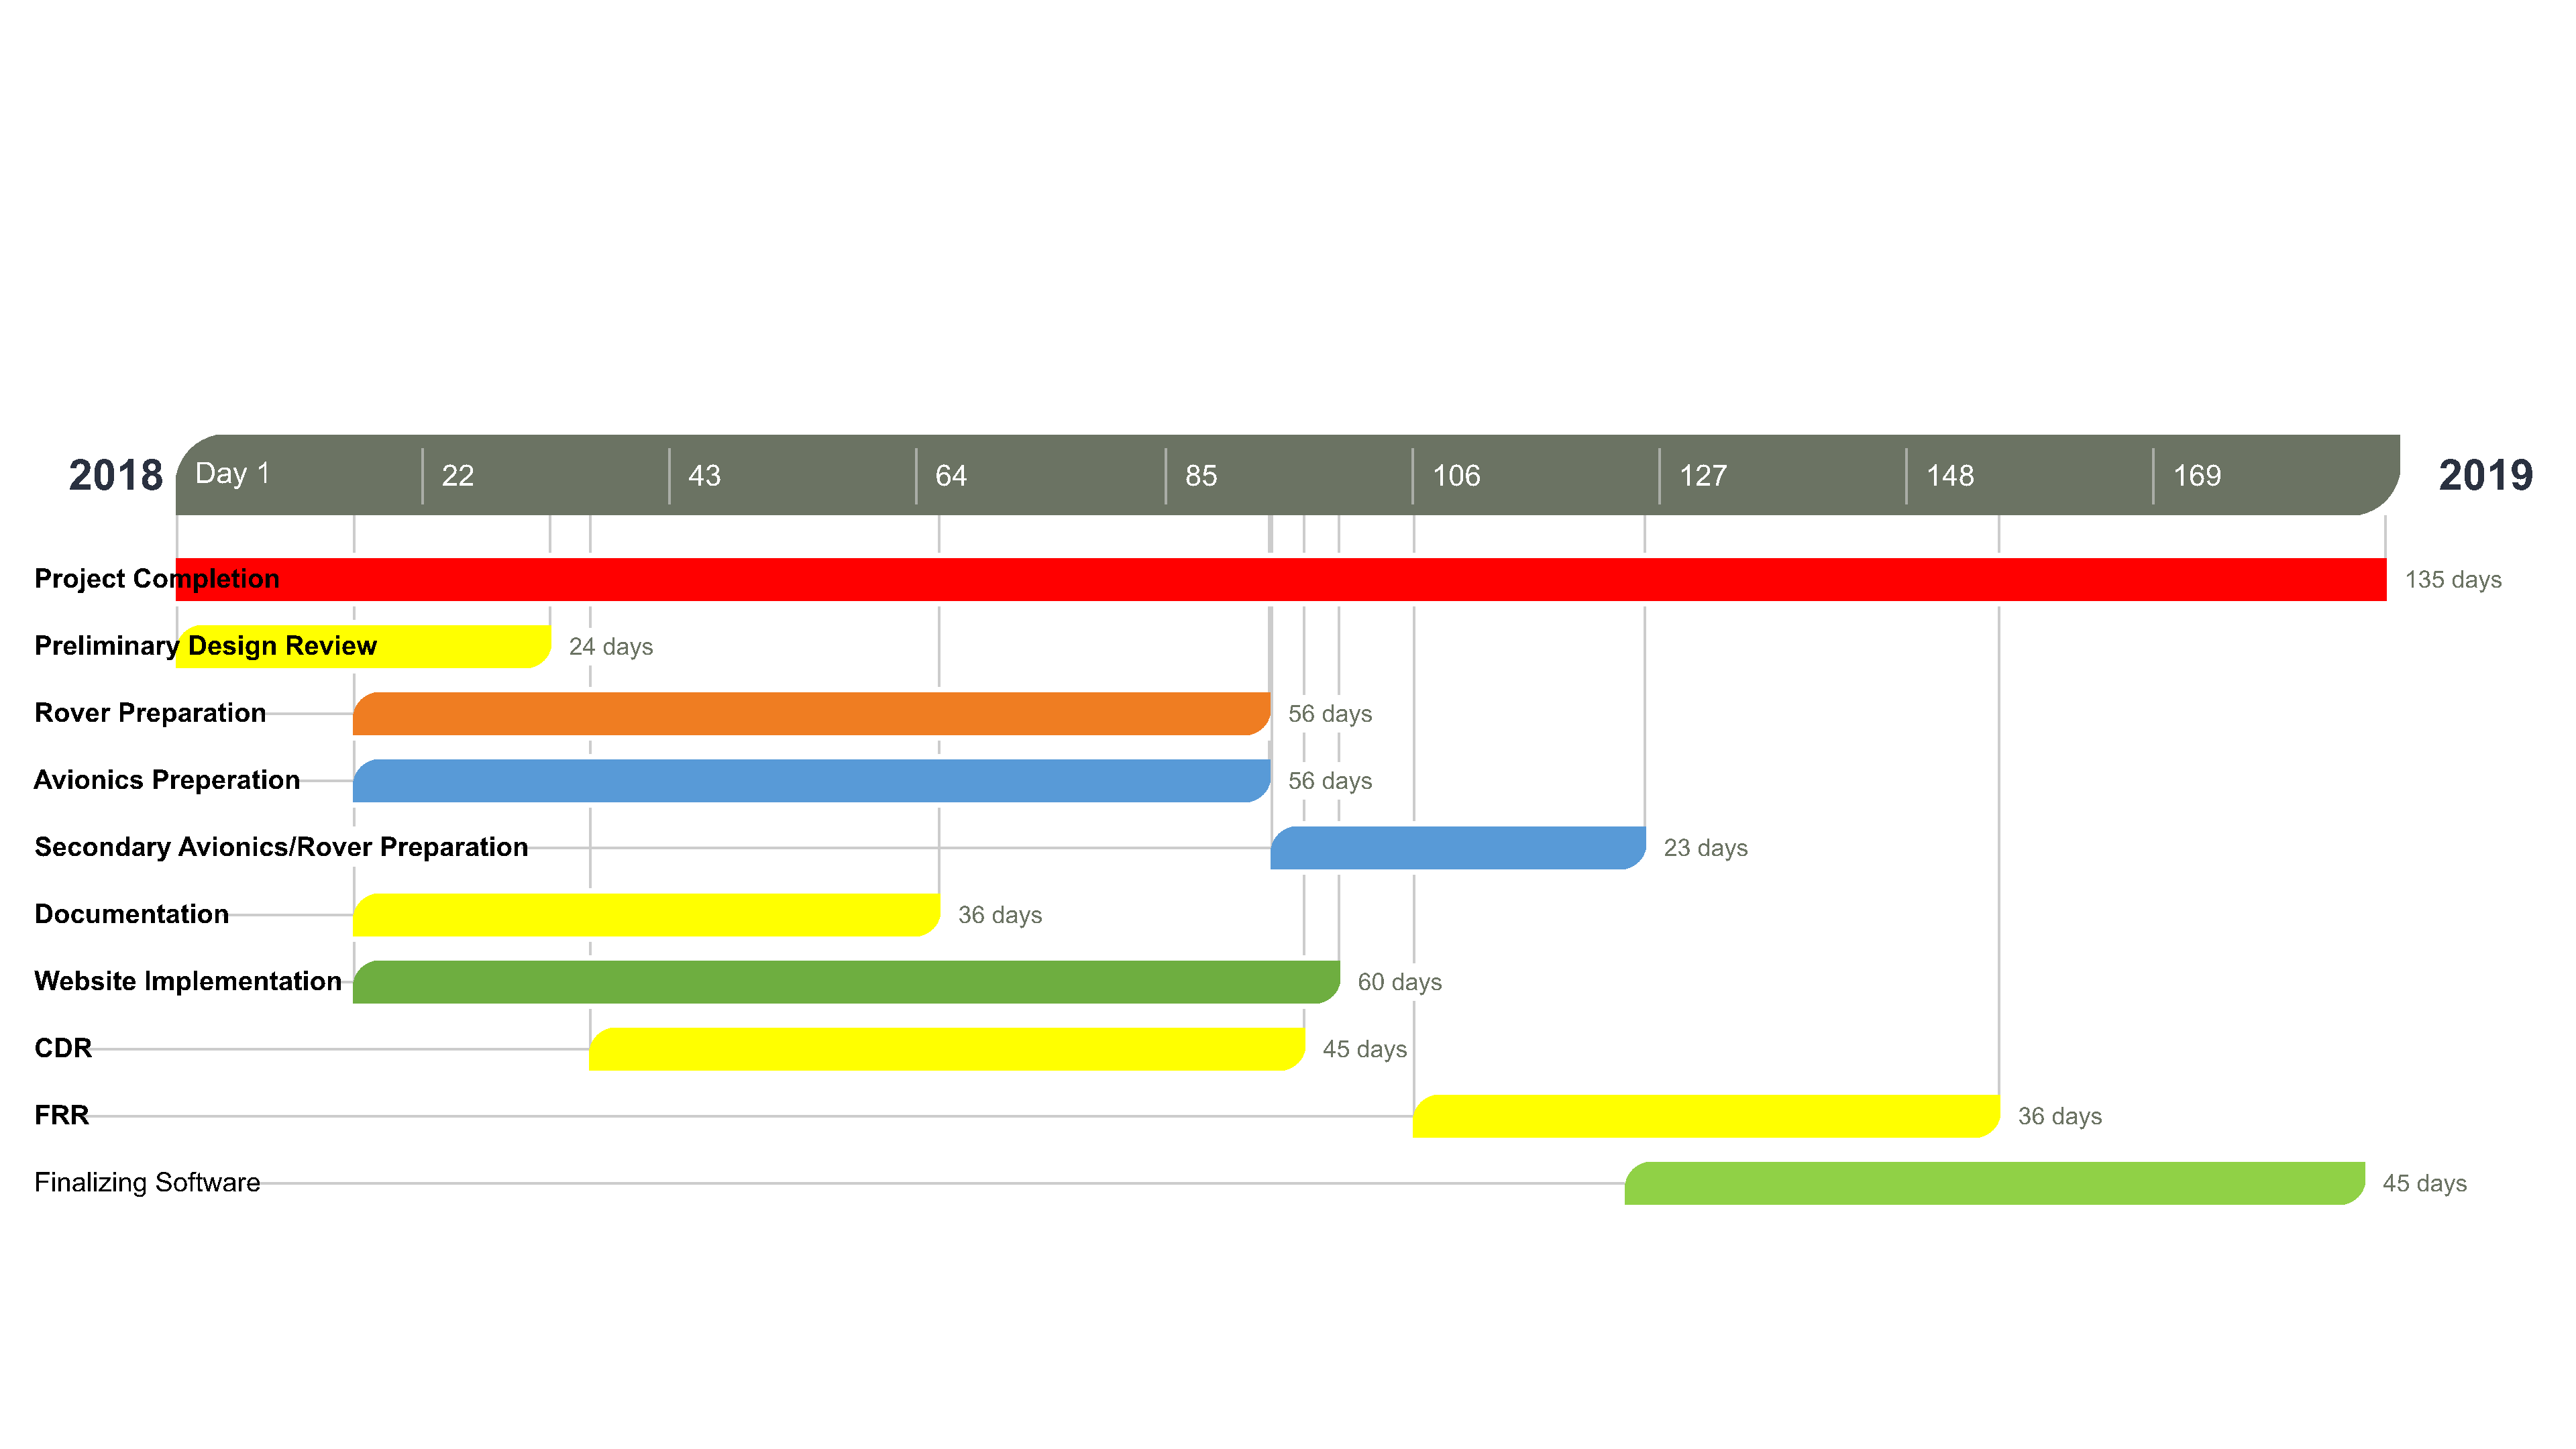 2018 Day 1 22 43 64 85 106 127 148 169 2019
Project Completion 135 days
Preliminary Design Review 24 days
Rover Preparation 56 days
Avionics Preperation 56 days
Secondary Avionics/Rover Preparation 23 days
Documentation 36 days
Website Implementation 60 days
CDR 45 days
FRR 36 days
Finalizing Software 45 days